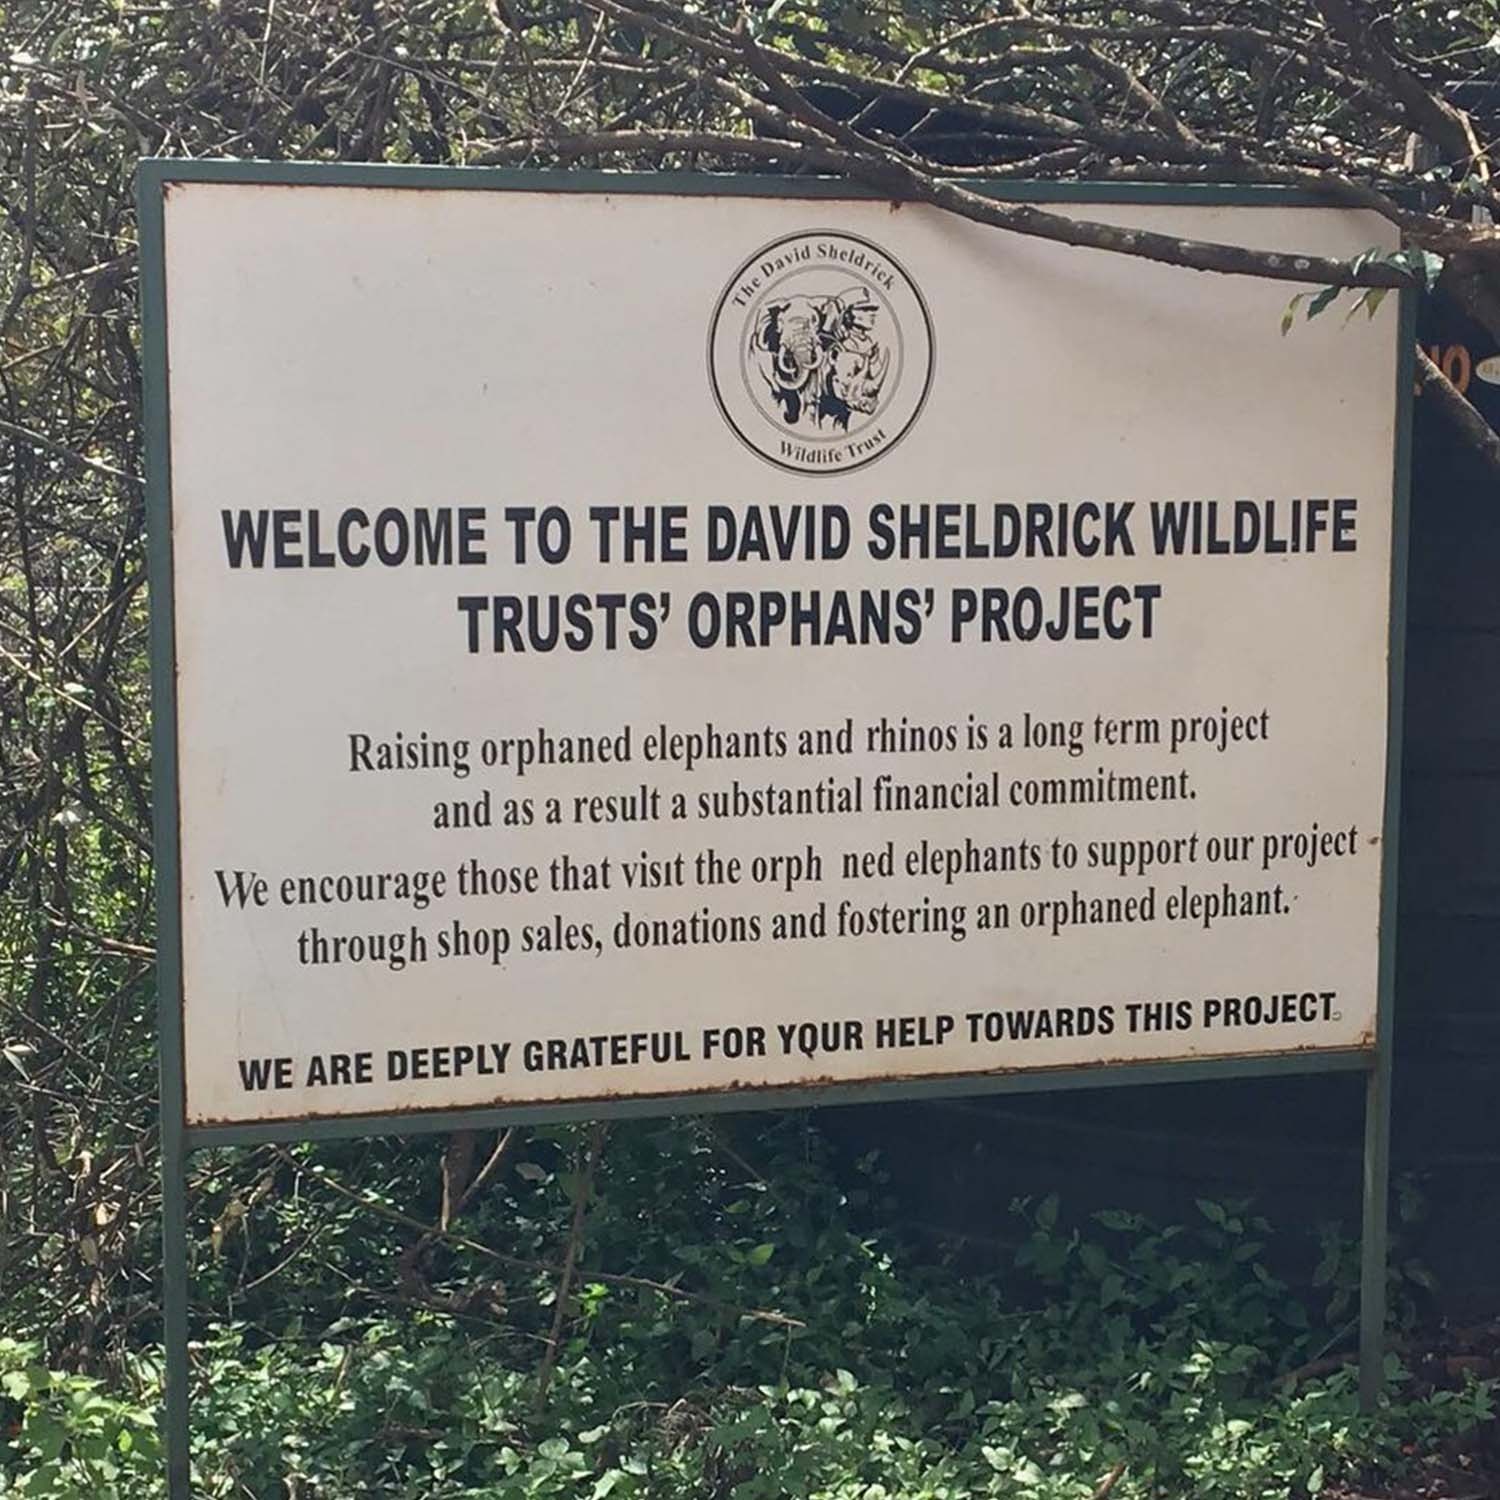 The David Sheldrick
Wildlife Trust
WELCOME TO THE DAVID SHELDRICK WILDLIFE
TRUSTS' ORPHANS' PROJECT
Raising orphaned elephants and rhinos is a long term project
and as a result a substantial financial commitment.
We encourage those that visit the orph ned elephants to support our project
through shop sales, donations and fostering an orphaned elephant.
WE ARE DEEPLY GRATEFUL FOR YOUR HELP TOWARDS THIS PROJECT.